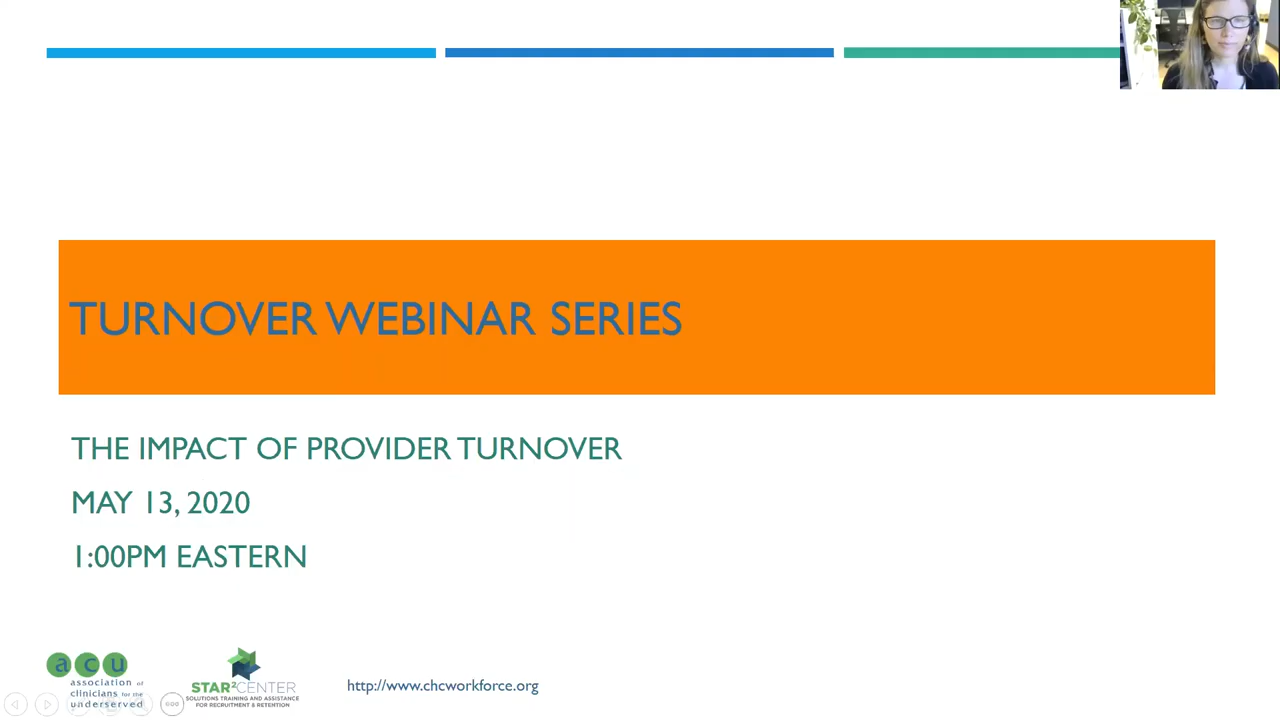 TURNOVER WEBINAR SERIES
THE IMPACT OF PROVIDER TURNOVER
MAY 13, 2020
1:00PM EASTERN
acu
association of
clinicians for the
underserved
STAR² CENTER
SOLUTIONS TRAINING AND ASSISTANCE
FOR RECRUITMENT & RETENTION
http://www.chcworkforce.org